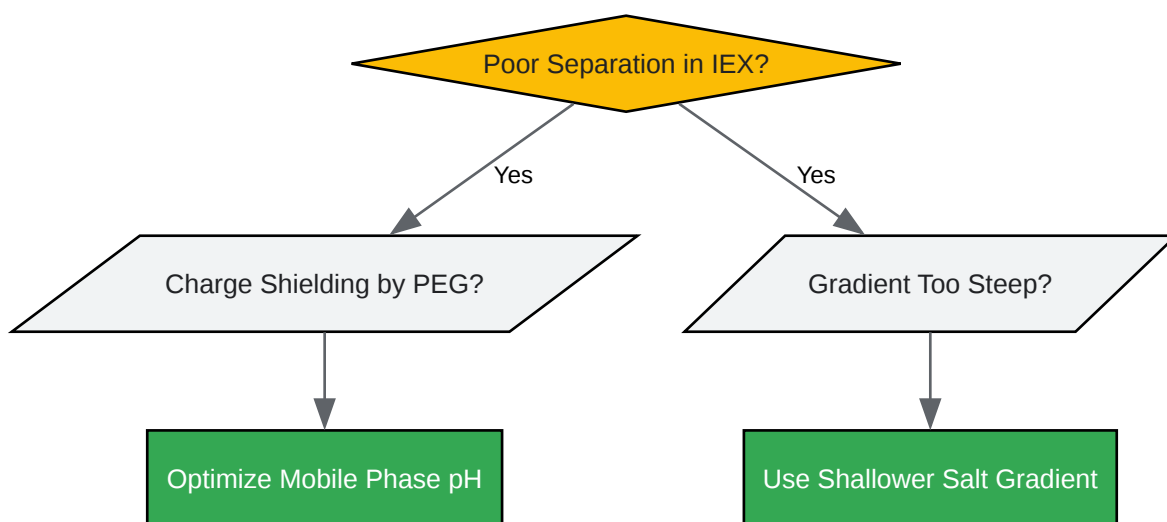 Poor Separation in IEX?
Yes
Yes
Charge Shielding by PEG?
Gradient Too Steep?
Optimize Mobile Phase pH
Use Shallower Salt Gradient